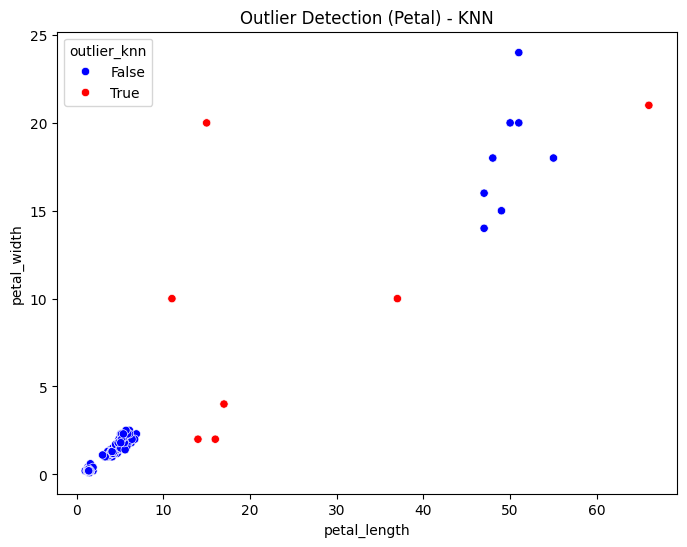 Outlier Detection (Petal) - KNN
outlier_knn
False
True
25
20
15
10
5
0
petal_width
0 10 20 30 40 50 60
petal_length